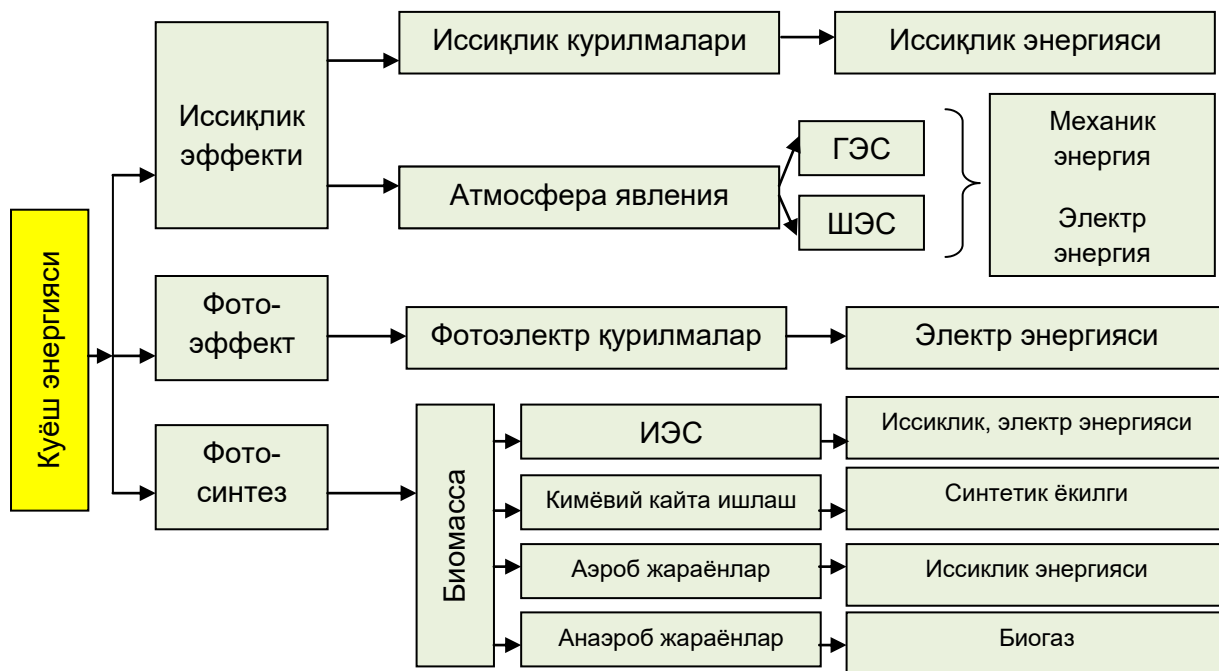 Куёш энергияси
Иссиқлик
эффекти
Иссиқлик курилмалари
Иссиқлик энергияси
Атмосфера явления
ГЭС
ШЭС
Механик
энергия
Электр
энергия
Фото-
эффект
Фотоэлектр қурилмалар
Электр энергияси
Фото-
синтез
Биомасса
ИЭС
Иссиклик, электр энергияси
Кимёвий кайта ишлаш
Синтетик ёкилги
Аэроб жараёнлар
Иссиклик энергияси
Анаэроб жараёнлар
Биогаз